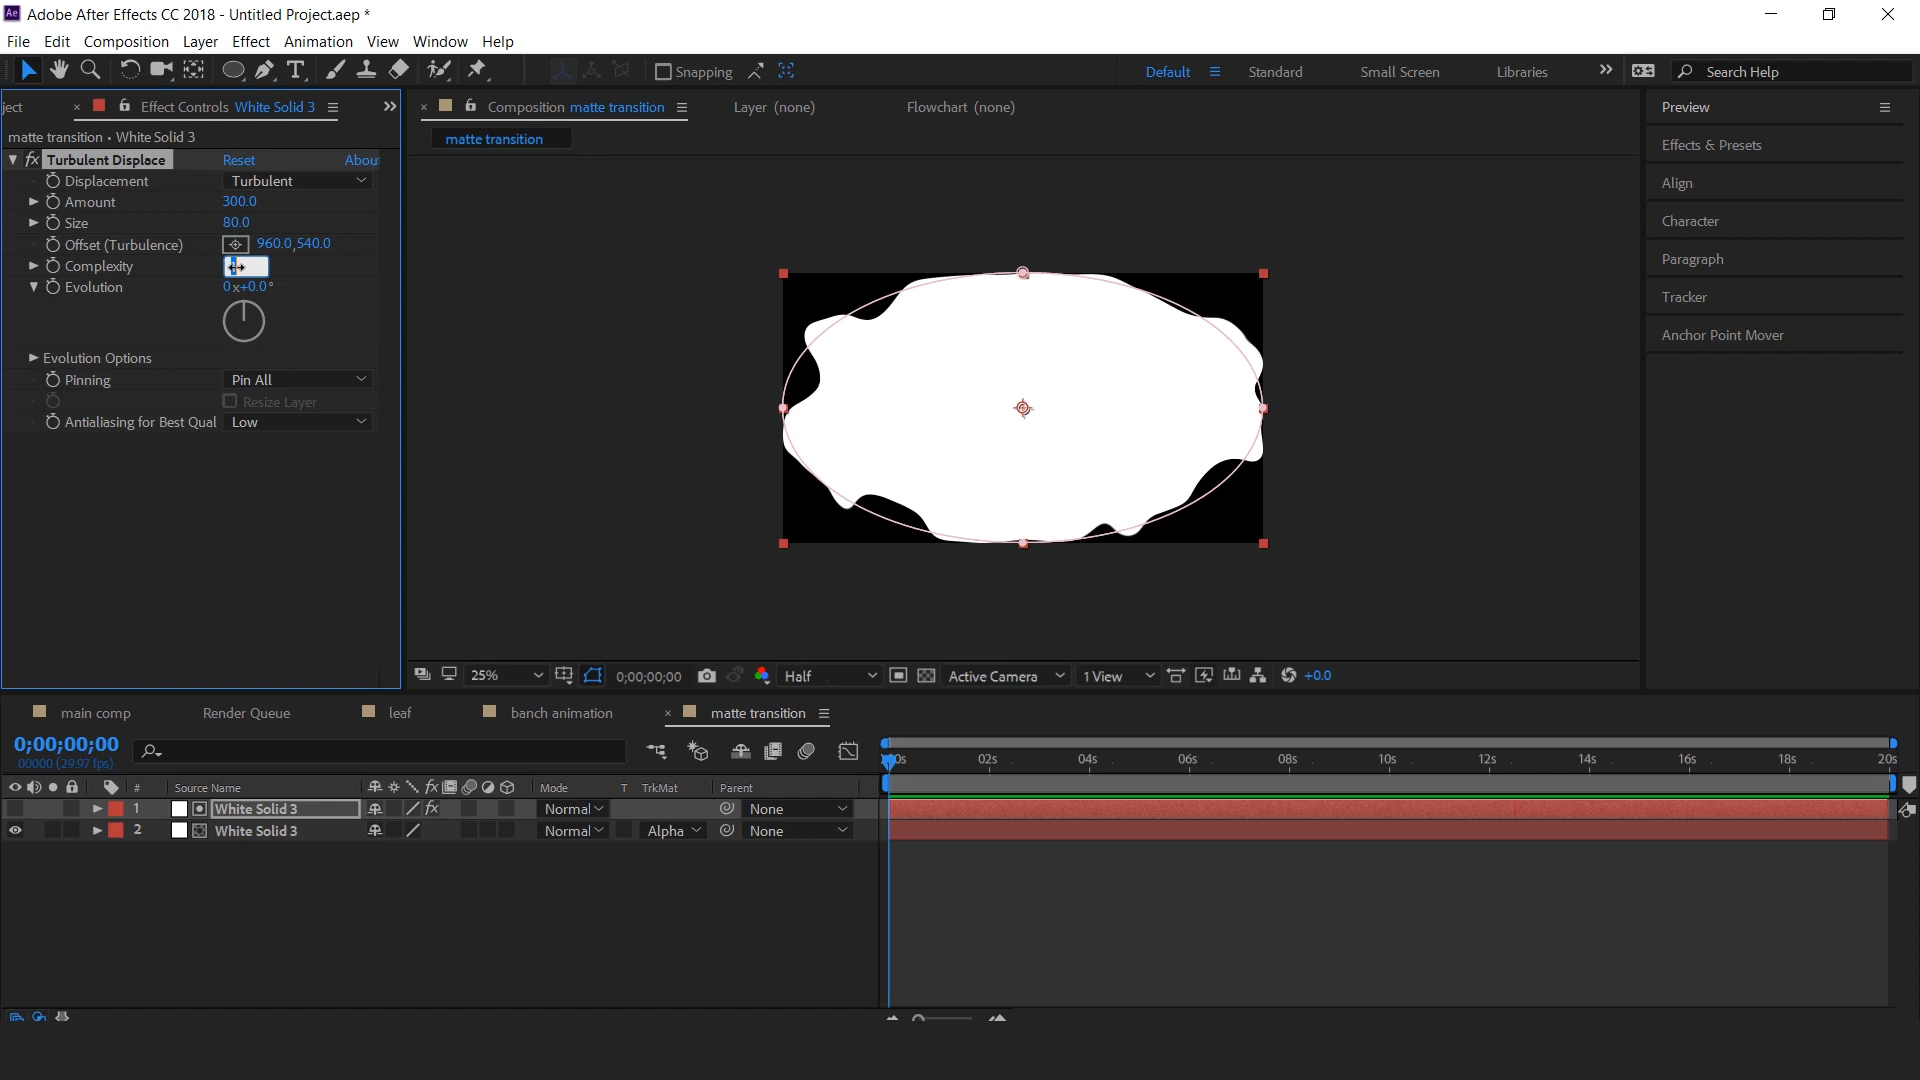 Adobe After Effects CC 2018 - Untitled Project.aep *
File Edit Composition Layer Effect Animation View Window Help
Snapping Default Standard Small Screen Libraries Search Help
ject × Effect Controls White Solid 3
× Composition matte transition Layer (none) Flowchart (none)
Preview
matte transition • White Solid 3
matte transition
Turbulent Displace Reset Abou
Displacement Turbulent
Amount 300.0
Size 80.0
Offset (Turbulence) 960.0,540.0
Complexity
Evolution 0x+0.0°
Evolution Options
Pinning Pin All
Resize Layer
Antialiasing for Best Qual Low
Effects & Presets
Align
Character
Paragraph
Tracker
Anchor Point Mover
25% 0;00;00;00 Half Active Camera 1 View +0.0
main comp Render Queue leaf banch animation × matte transition
0;00;00;00
00000 (29.97 fps)
0s 02s 04s 06s 08s 10s 12s 14s 16s 18s 20s
# Source Name Mode T TrkMat Parent
1 White Solid 3 Normal None
2 White Solid 3 Normal Alpha None